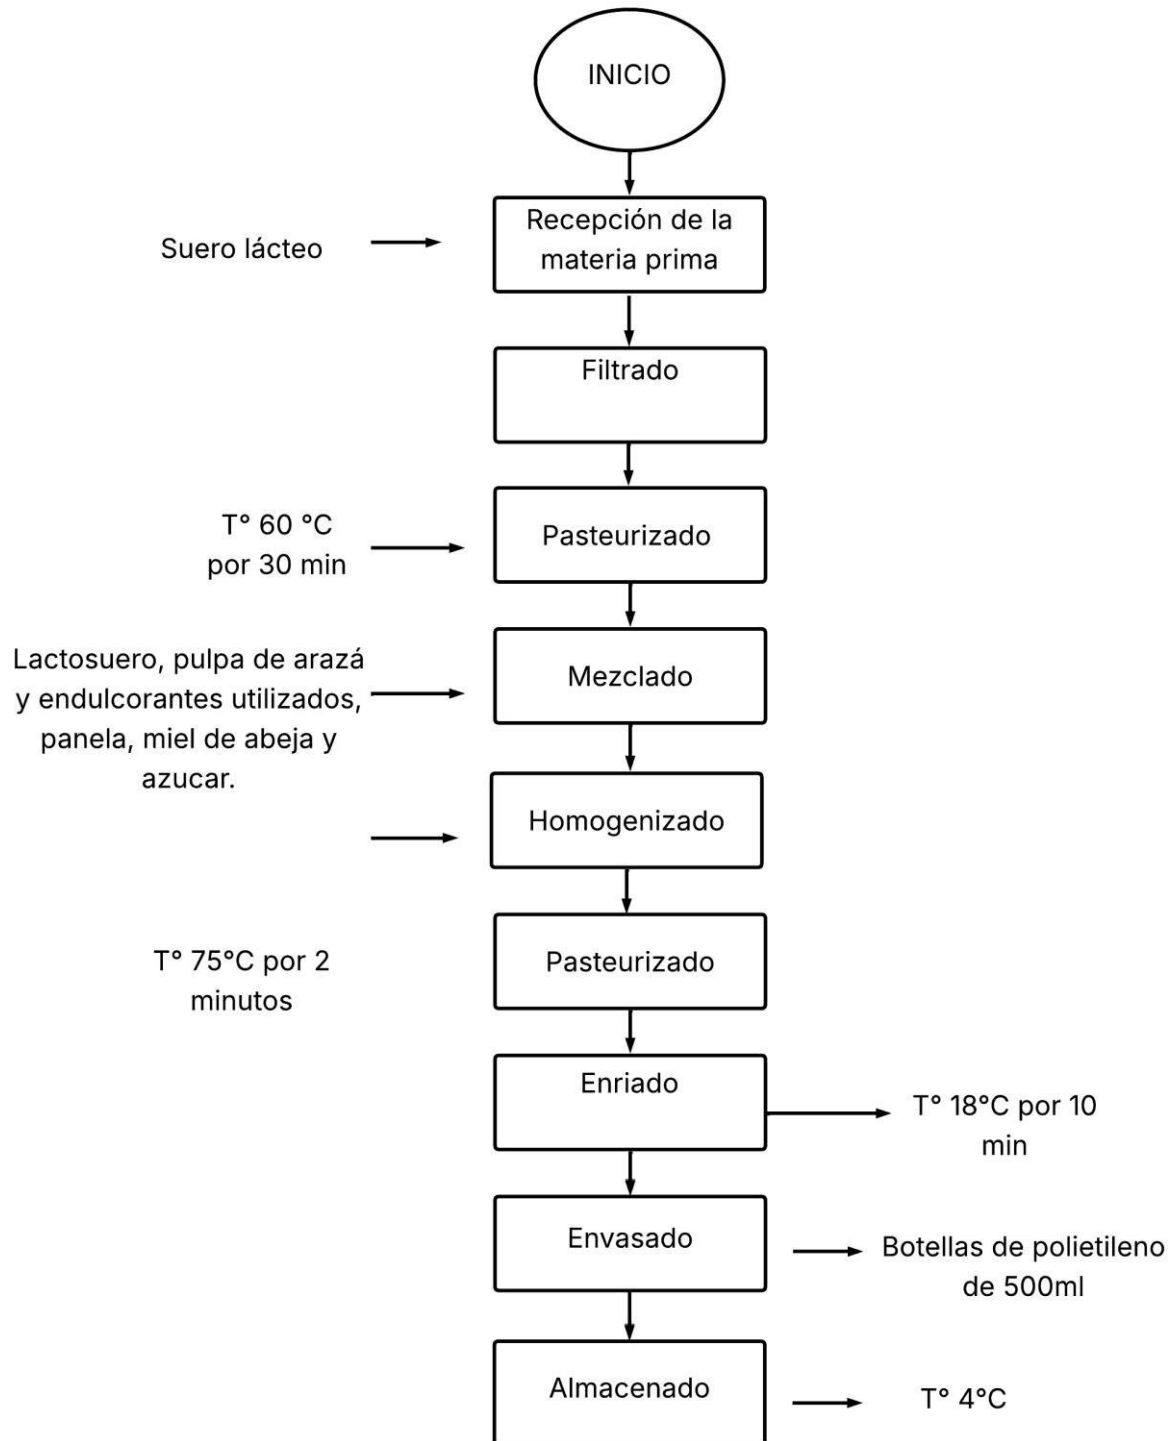 INICIO
Suero lácteo
Recepción de la
materia prima
Filtrado
T° 60 °C
por 30 min
Pasteurizado
Lactosuero, pulpa de arazá
y endulcorantes utilizados,
panela, miel de abeja y
azucar.
Mezclado
Homogenizado
T° 75°C por 2
minutos
Pasteurizado
Enriado
T° 18°C por 10
min
Envasado
Botellas de polietileno
de 500ml
Almacenado
T° 4°C